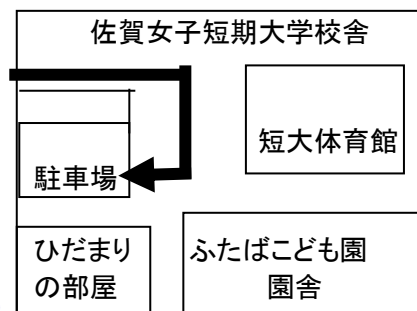 佐賀女子短期大学校舎
短大体育館
駐車場
ひだまり
の部屋
ふたばこども園
園舎